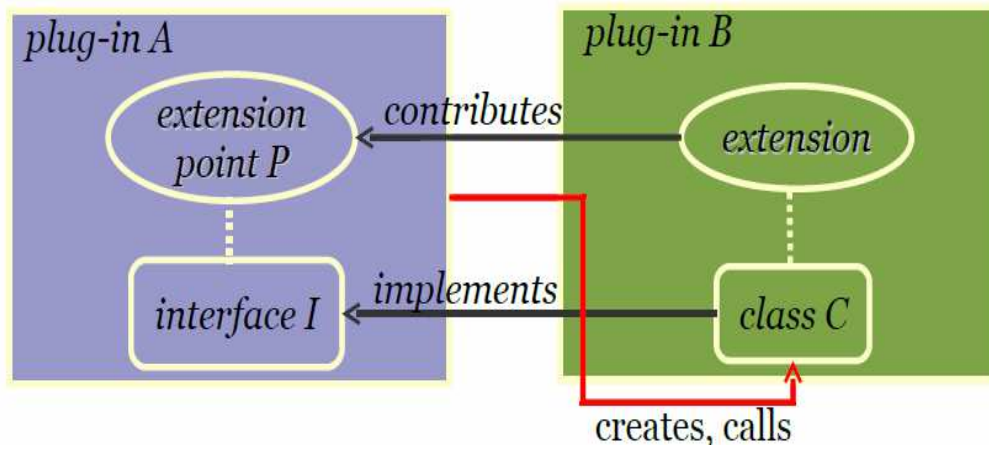 plug-in A
plug-in B
extension
point P
contributes
extension
interface I
implements
class C
creates, calls